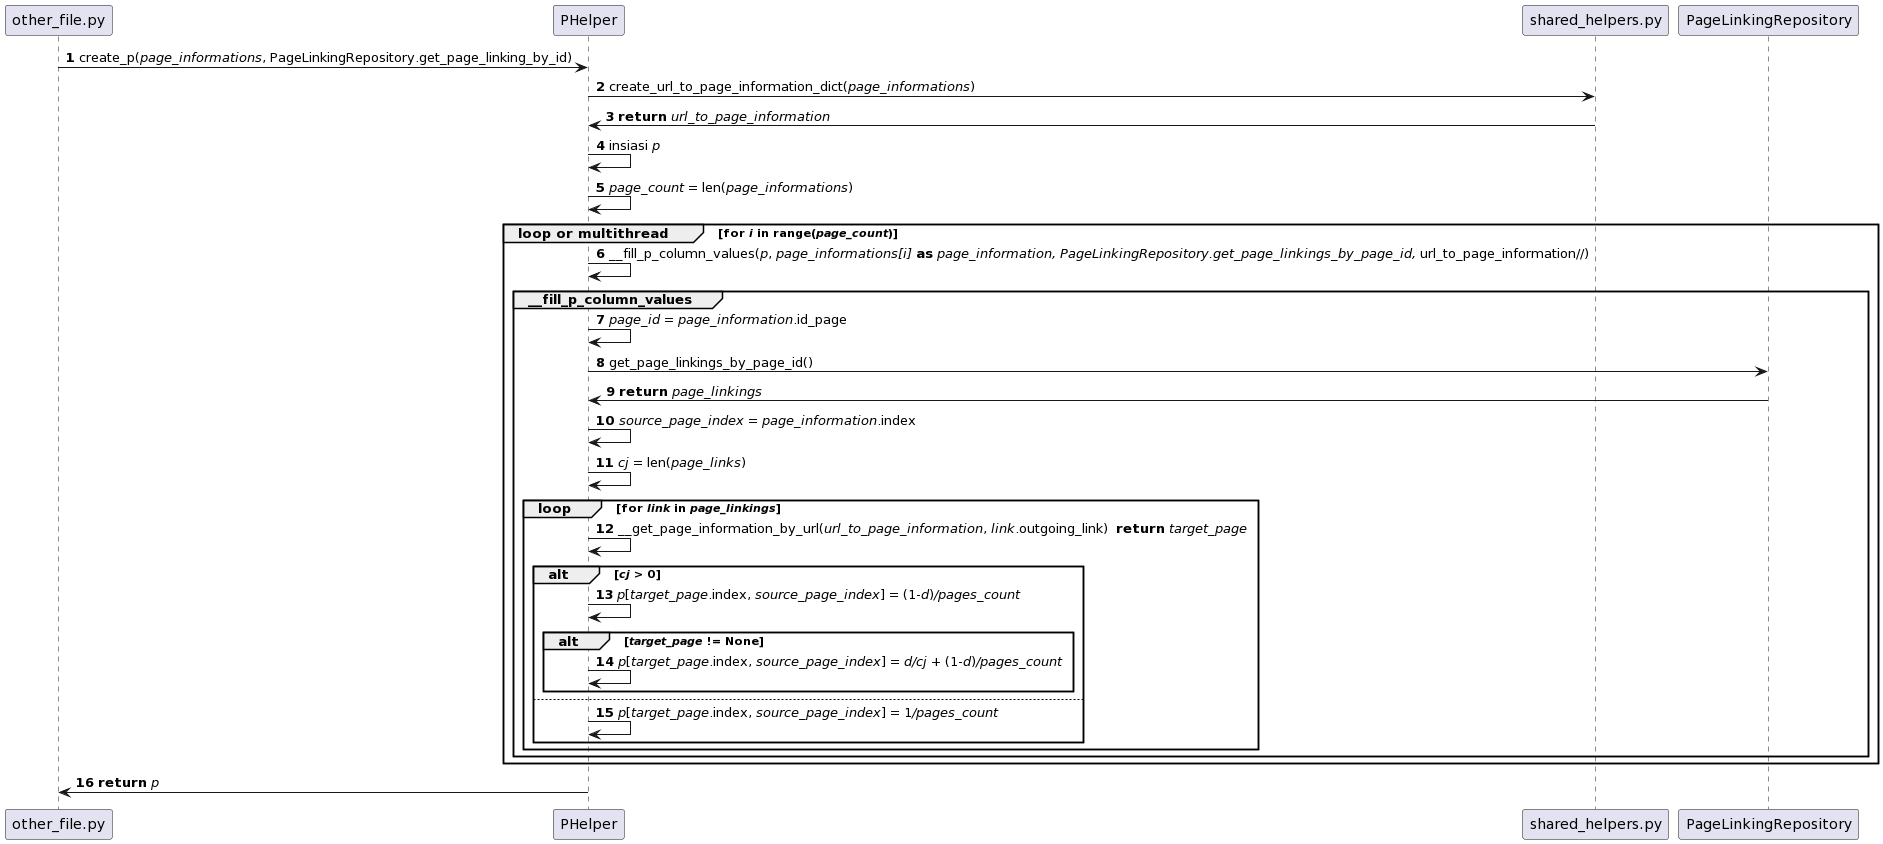 other_file.py PHelper shared_helpers.py PageLinkingRepository
1 create_p(page_informations, PageLinkingRepository.get_page_linking_by_id)
2 create_url_to_page_information_dict(page_informations)
3 return url_to_page_information
4 insiasi p
5 page_count = len(page_informations)
loop or multithread [for i in range(page_count)]
6 __fill_p_column_values(p, page_informations[i] as page_information, PageLinkingRepository.get_page_linkings_by_page_id, url_to_page_information//)
__fill_p_column_values
7 page_id = page_information.id_page
8 get_page_linkings_by_page_id()
9 return page_linkings
10 source_page_index = page_information.index
11 cj = len(page_links)
loop [for link in page_linkings]
12 __get_page_information_by_url(url_to_page_information, link.outgoing_link) return target_page
alt [cj > 0]
13 p[target_page.index, source_page_index] = (1-d)/pages_count
alt [target_page != None]
14 p[target_page.index, source_page_index] = d/cj + (1-d)/pages_count
15 p[target_page.index, source_page_index] = 1/pages_count
16 return p
other_file.py PHelper shared_helpers.py PageLinkingRepository